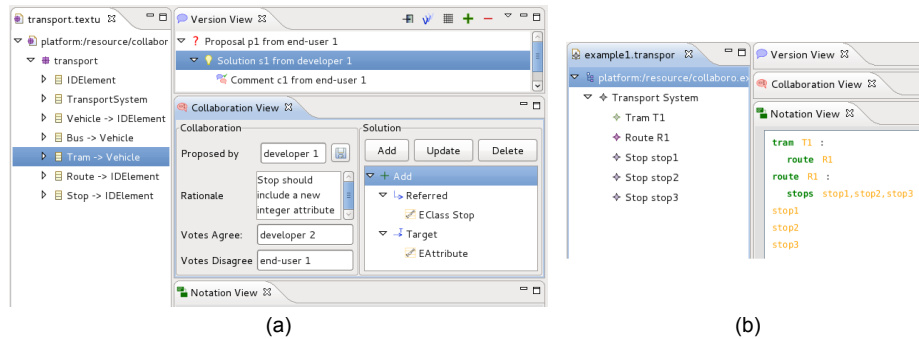 transport.textu
platform:/resource/collabor
transport
IDElement
TransportSystem
Vehicle -> IDElement
Bus -> Vehicle
Tram -> Vehicle
Route -> IDElement
Stop -> IDElement
Version View
? Proposal p1 from end-user 1
Solution s1 from developer 1
Comment c1 from end-user 1
Collaboration View
Collaboration
Proposed by
developer 1
Rationale
Stop should
include a new
integer attribute
Votes Agree:
developer 2
Votes Disagree
end-user 1
Solution
Add
Update
Delete
+ Add
Referred
EClass Stop
Target
EAttribute
Notation View
(a)
example1.transpor
platform:/resource/collaboro.ex
Transport System
Tram T1
Route R1
Stop stop1
Stop stop2
Stop stop3
Version View
Collaboration View
Notation View
tram T1 :
route R1
route R1 :
stops stop1,stop2,stop3
stop1
stop2
stop3
(b)